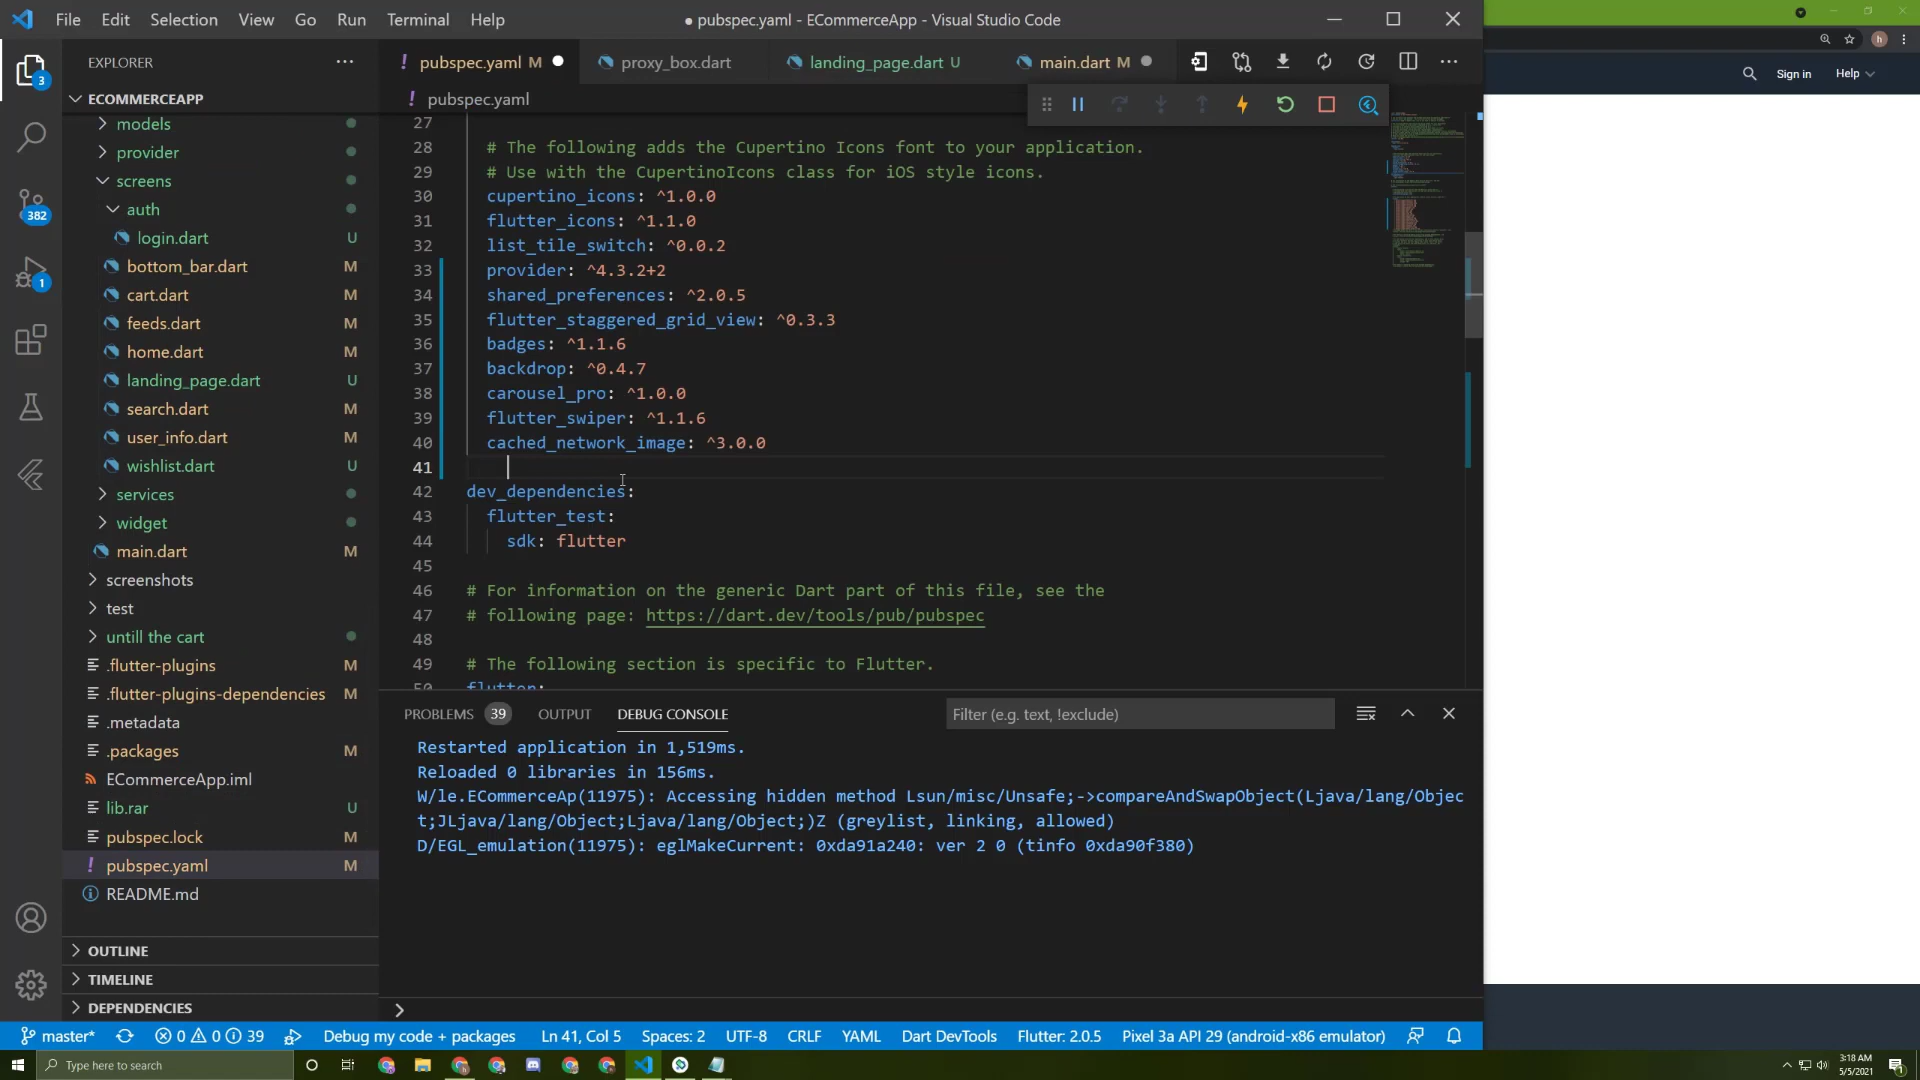 File Edit Selection View Go Run Terminal Help
● pubspec.yaml - ECommerceApp - Visual Studio Code
Sign in
Help
EXPLORER
ECOMMERCEAPP
models
provider
screens
auth
login.dart U
bottom_bar.dart M
cart.dart M
feeds.dart M
home.dart M
landing_page.dart U
search.dart M
user_info.dart M
wishlist.dart U
services
widget
main.dart M
screenshots
test
untill the cart
.flutter-plugins M
.flutter-plugins-dependencies M
.metadata
.packages M
ECommerceApp.iml
lib.rar U
pubspec.lock M
! pubspec.yaml M
README.md
OUTLINE
TIMELINE
DEPENDENCIES
3
382
1
! pubspec.yaml M ●
proxy_box.dart
landing_page.dart U
main.dart M ●
! pubspec.yaml
27
28 # The following adds the Cupertino Icons font to your application.
29 # Use with the CupertinoIcons class for iOS style icons.
30 cupertino_icons: ^1.0.0
31 flutter_icons: ^1.1.0
32 list_tile_switch: ^0.0.2
33 provider: ^4.3.2+2
34 shared_preferences: ^2.0.5
35 flutter_staggered_grid_view: ^0.3.3
36 badges: ^1.1.6
37 backdrop: ^0.4.7
38 carousel_pro: ^1.0.0
39 flutter_swiper: ^1.1.6
40 cached_network_image: ^3.0.0
41
42 dev_dependencies:
43 flutter_test:
44 sdk: flutter
45
46 # For information on the generic Dart part of this file, see the
47 # following page: https://dart.dev/tools/pub/pubspec
48
49 # The following section is specific to Flutter.
50 flutter:
PROBLEMS 39 OUTPUT DEBUG CONSOLE
Filter (e.g. text, !exclude)
Restarted application in 1,519ms.
Reloaded 0 libraries in 156ms.
W/le.ECommerceAp(11975): Accessing hidden method Lsun/misc/Unsafe;->compareAndSwapObject(Ljava/lang/Objec
t;JLjava/lang/Object;Ljava/lang/Object;)Z (greylist, linking, allowed)
D/EGL_emulation(11975): eglMakeCurrent: 0xda91a240: ver 2 0 (tinfo 0xda90f380)
master* 0 0 39 Debug my code + packages Ln 41, Col 5 Spaces: 2 UTF-8 CRLF YAML Dart DevTools Flutter: 2.0.5 Pixel 3a API 29 (android-x86 emulator)
Type here to search
3:18 AM
5/5/2021